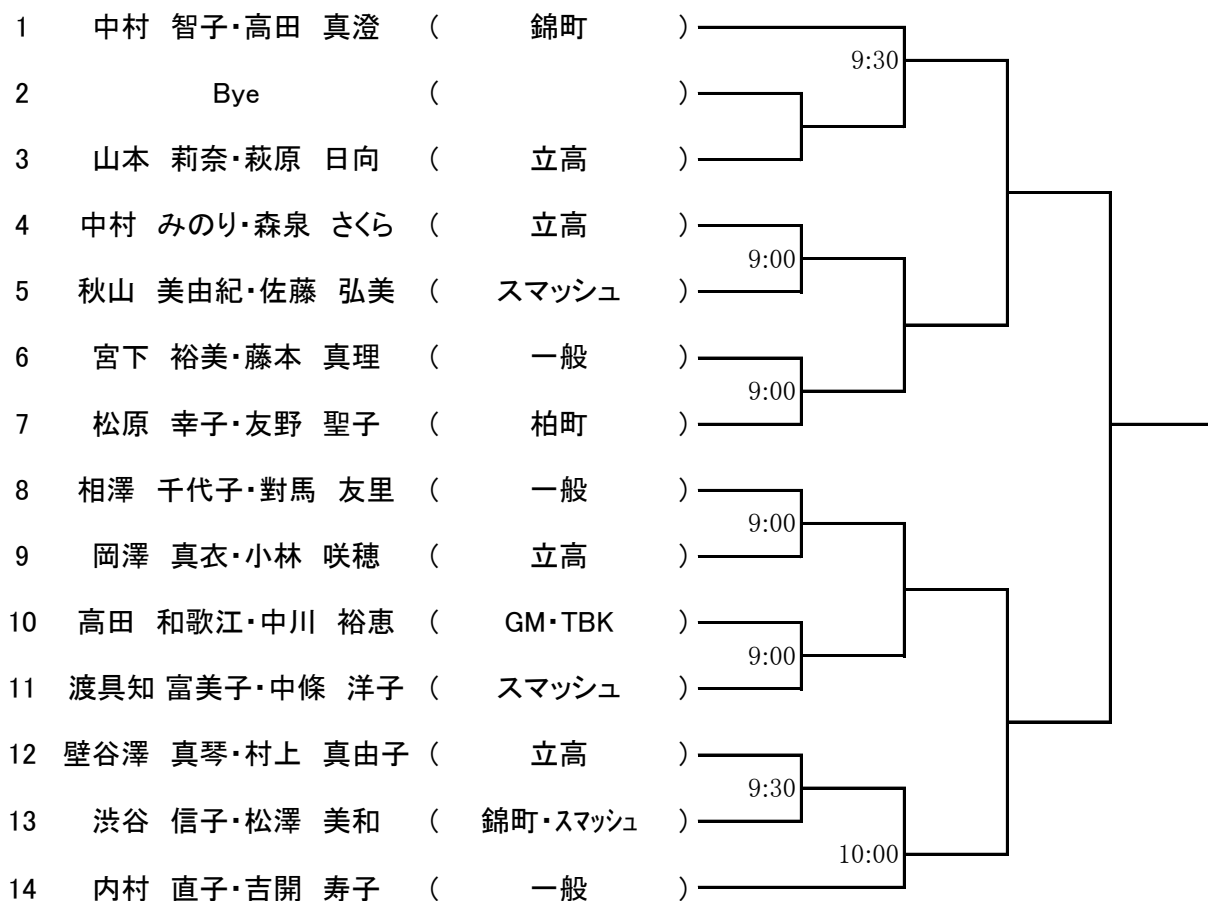 1 中村 智子・高田 真澄 ( 錦町 )
9:30
2 Bye ( )
3 山本 莉奈・萩原 日向 ( 立高 )
4 中村 みのり・森泉 さくら ( 立高 )
9:00
5 秋山 美由紀・佐藤 弘美 ( スマッシュ )
6 宮下 裕美・藤本 真理 ( 一般 )
9:00
7 松原 幸子・友野 聖子 ( 柏町 )
8 相澤 千代子・對馬 友里 ( 一般 )
9:00
9 岡澤 真衣・小林 咲穂 ( 立高 )
10 高田 和歌江・中川 裕恵 ( GM・TBK )
9:00
11 渡具知 富美子・中條 洋子 ( スマッシュ )
12 壁谷澤 真琴・村上 真由子 ( 立高 )
9:30
13 渋谷 信子・松澤 美和 ( 錦町・スマッシュ )
10:00
14 内村 直子・吉開 寿子 ( 一般 )